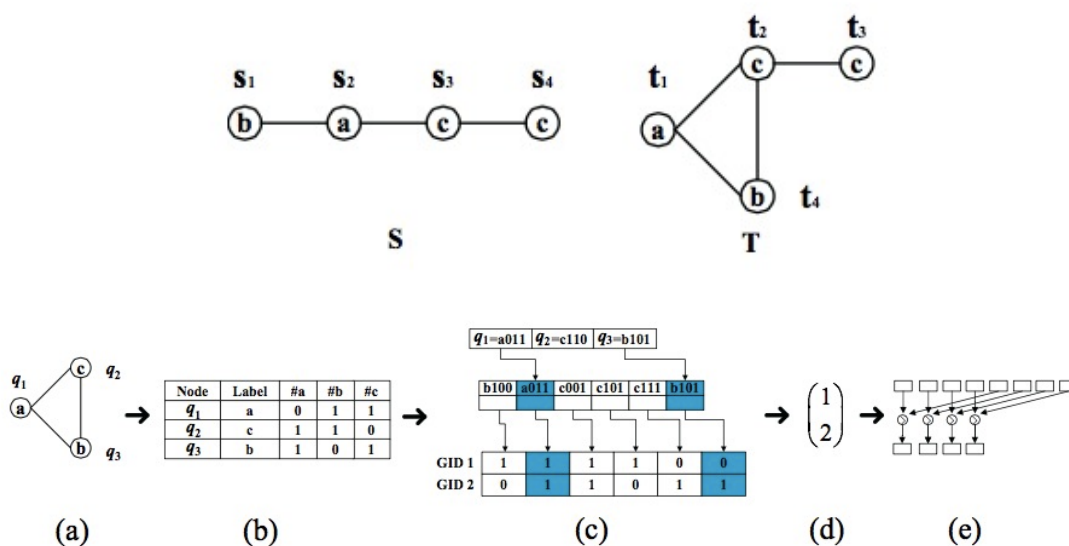 t₂ t₃
s₁ s₂ s₃ s₄ t₁
c c
b a c c a
b
t₄
S T
q₁ a c q₂ b q₃
Node Label #a #b #c
q₁ a 0 1 1
q₂ c 1 1 0
q₃ b 1 0 1
q₁=a011 q₂=c110 q₃=b101
b100 a011 c001 c101 c111 b101
GID 1 1 1 1 1 0 0
GID 2 0 1 1 0 1 1
1
2
(a) (b) (c) (d) (e)